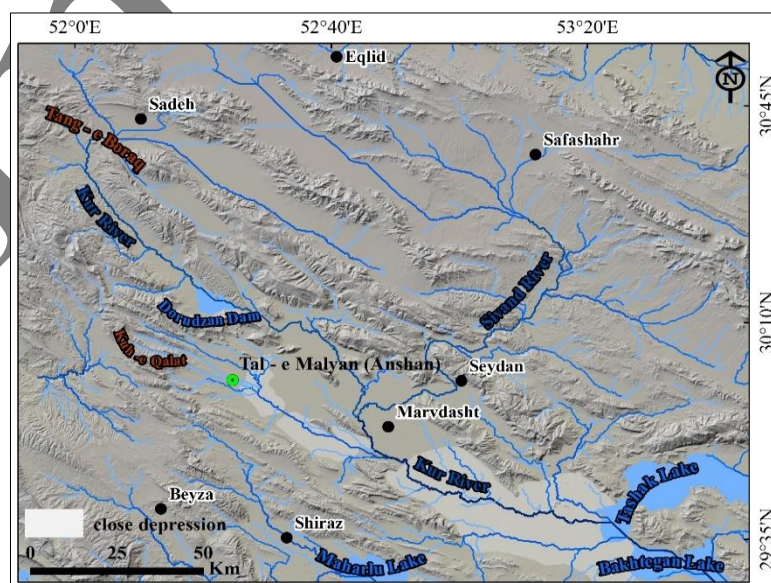 52°0'E
52°40'E
53°20'E
N
Eqlid
30°45'N
Sadeh
Safashahr
Tang - e Boraq
Kur River
Sivand River
Dorudzan Dam
30°10'N
Kuh -e Qalat
Tal - e Malyan (Anshan)
Seydan
Marvdasht
Kur River
Tashak Lake
Beyza
close depression
Shiraz
29°35'N
0
25
50
Km
Maharlu Lake
Bakhtegan Lake